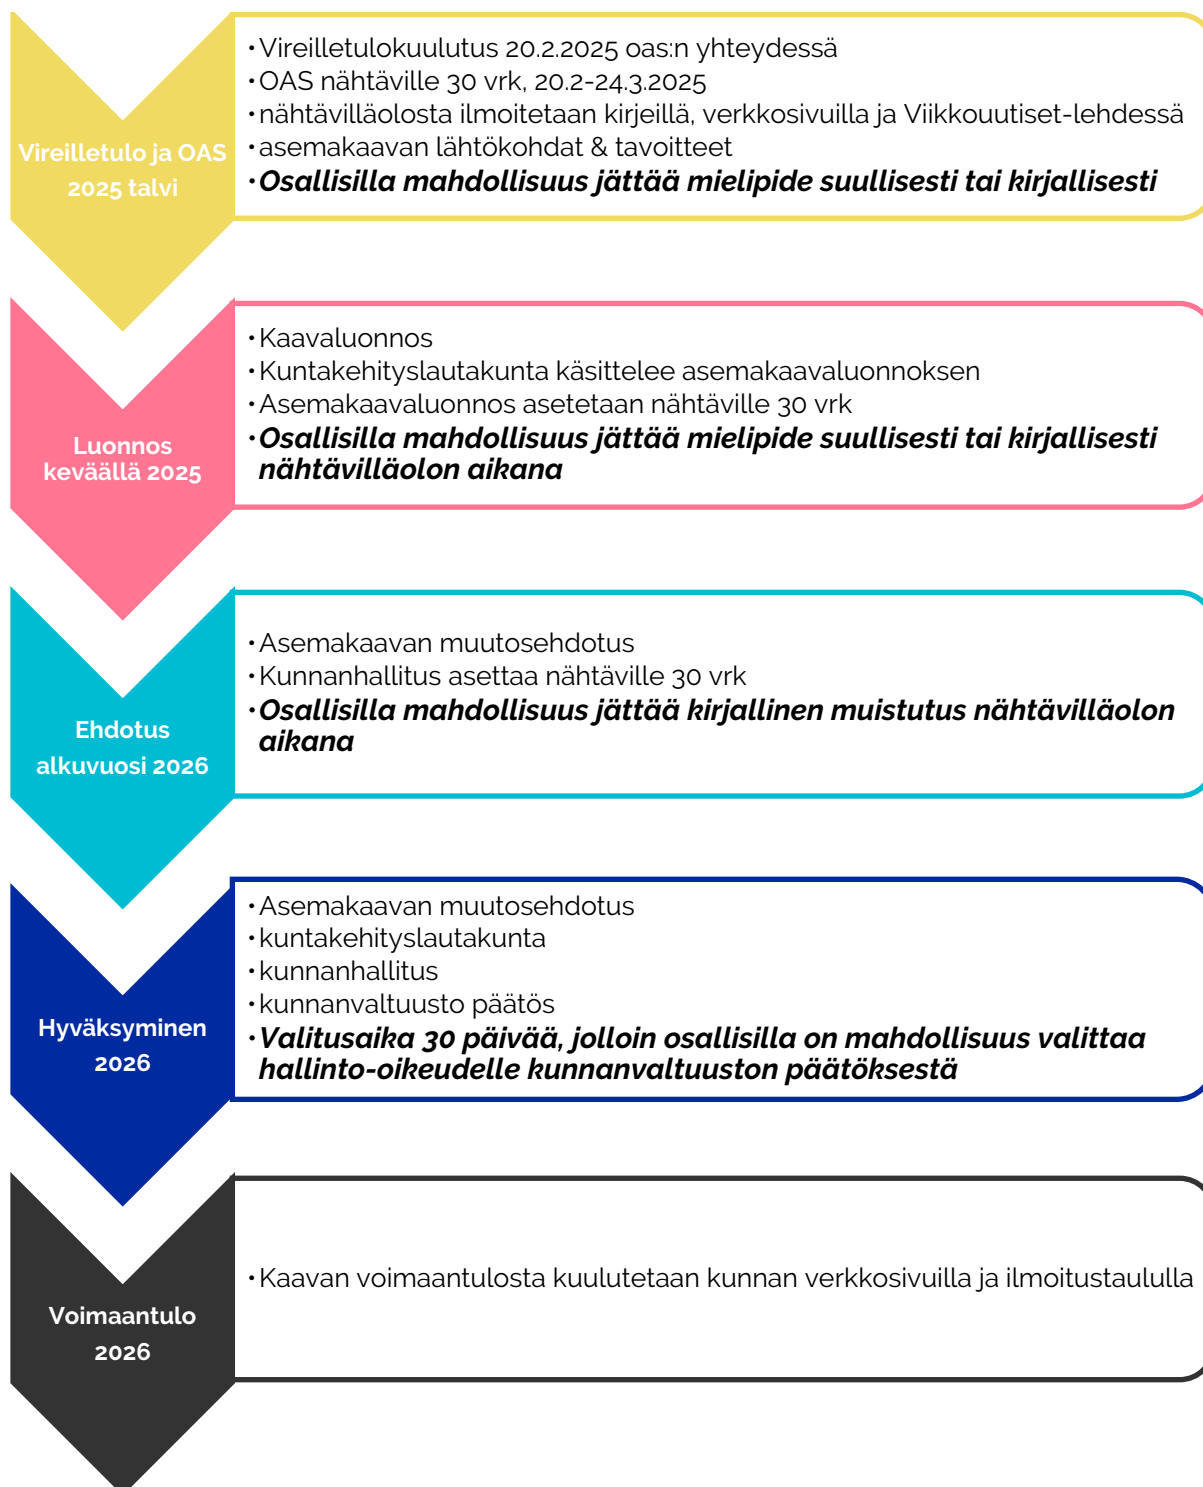 Vireilletulo ja OAS
2025 talvi
•Vireilletulokuulutus 20.2.2025 oas:n yhteydessä
•OAS nähtäville 30 vrk, 20.2-24.3.2025
•nähtävilläolosta ilmoitetaan kirjeillä, verkkosivuilla ja Viikkouutiset-lehdessä
•asemakaavan lähtökohdat & tavoitteet
•Osallisilla mahdollisuus jättää mielipide suullisesti tai kirjallisesti
Luonnos
keväällä 2025
•Kaavaluonnos
•Kuntakehityslautakunta käsittelee asemakaavaluonnoksen
•Asemakaavaluonnos asetetaan nähtäville 30 vrk
•Osallisilla mahdollisuus jättää mielipide suullisesti tai kirjallisesti
nähtävilläolon aikana
Ehdotus
alkuvuosi 2026
•Asemakaavan muutosehdotus
•Kunnanhallitus asettaa nähtäville 30 vrk
•Osallisilla mahdollisuus jättää kirjallinen muistutus nähtävilläolon
aikana
Hyväksyminen
2026
•Asemakaavan muutosehdotus
•kuntakehityslautakunta
•kunnanhallitus
•kunnanvaltuusto päätös
•Valitusaika 30 päivää, jolloin osallisilla on mahdollisuus valittaa
hallinto-oikeudelle kunnanvaltuuston päätöksestä
Voimaantulo
2026
•Kaavan voimaantulosta kuulutetaan kunnan verkkosivuilla ja ilmoitustaululla